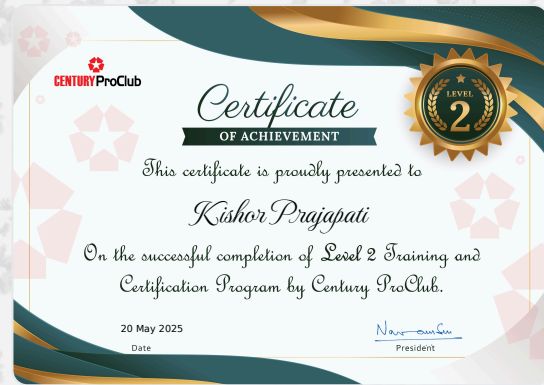 CENTURY ProClub
LEVEL
2
Certificate
OF ACHIEVEMENT
This certificate is proudly presented to
Kishor Prajapati
On the successful completion of Level 2 Training and
Certification Program by Century ProClub.
20 May 2025
Date
President